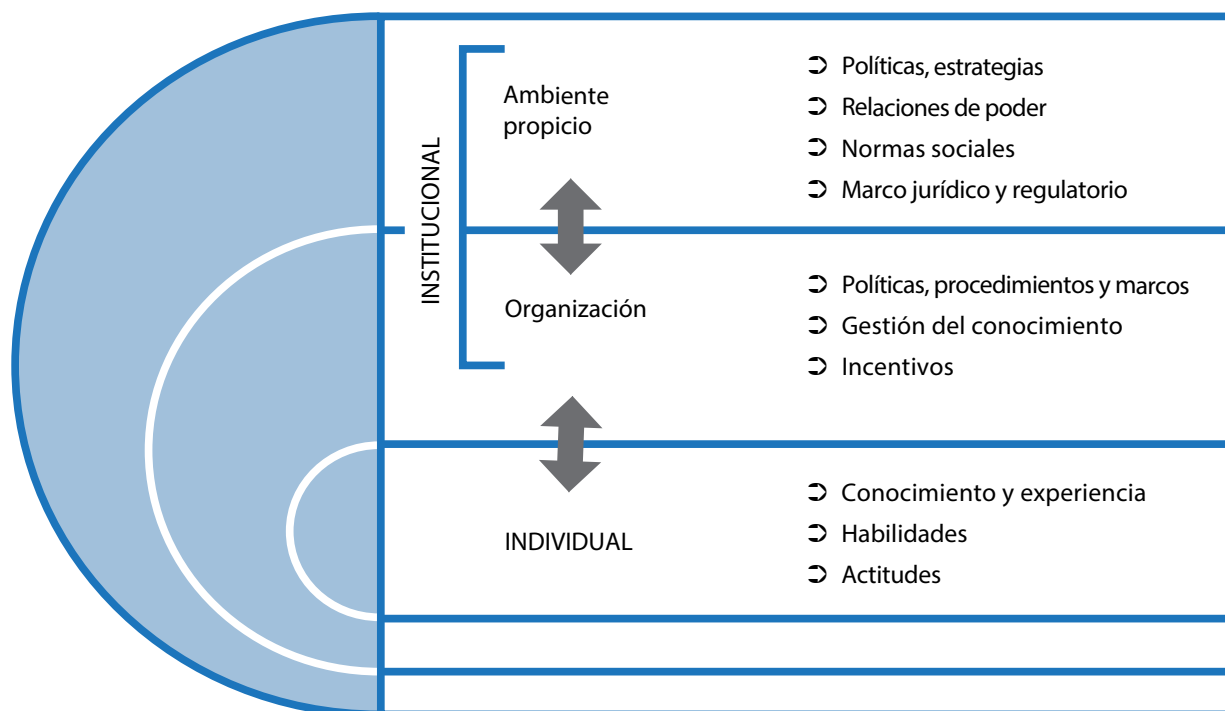 INSTITUCIONAL
Ambiente
propicio
➲ Políticas, estrategias
➲ Relaciones de poder
➲ Normas sociales
➲ Marco jurídico y regulatorio
Organización
➲ Políticas, procedimientos y marcos
➲ Gestión del conocimiento
➲ Incentivos
INDIVIDUAL
➲ Conocimiento y experiencia
➲ Habilidades
➲ Actitudes